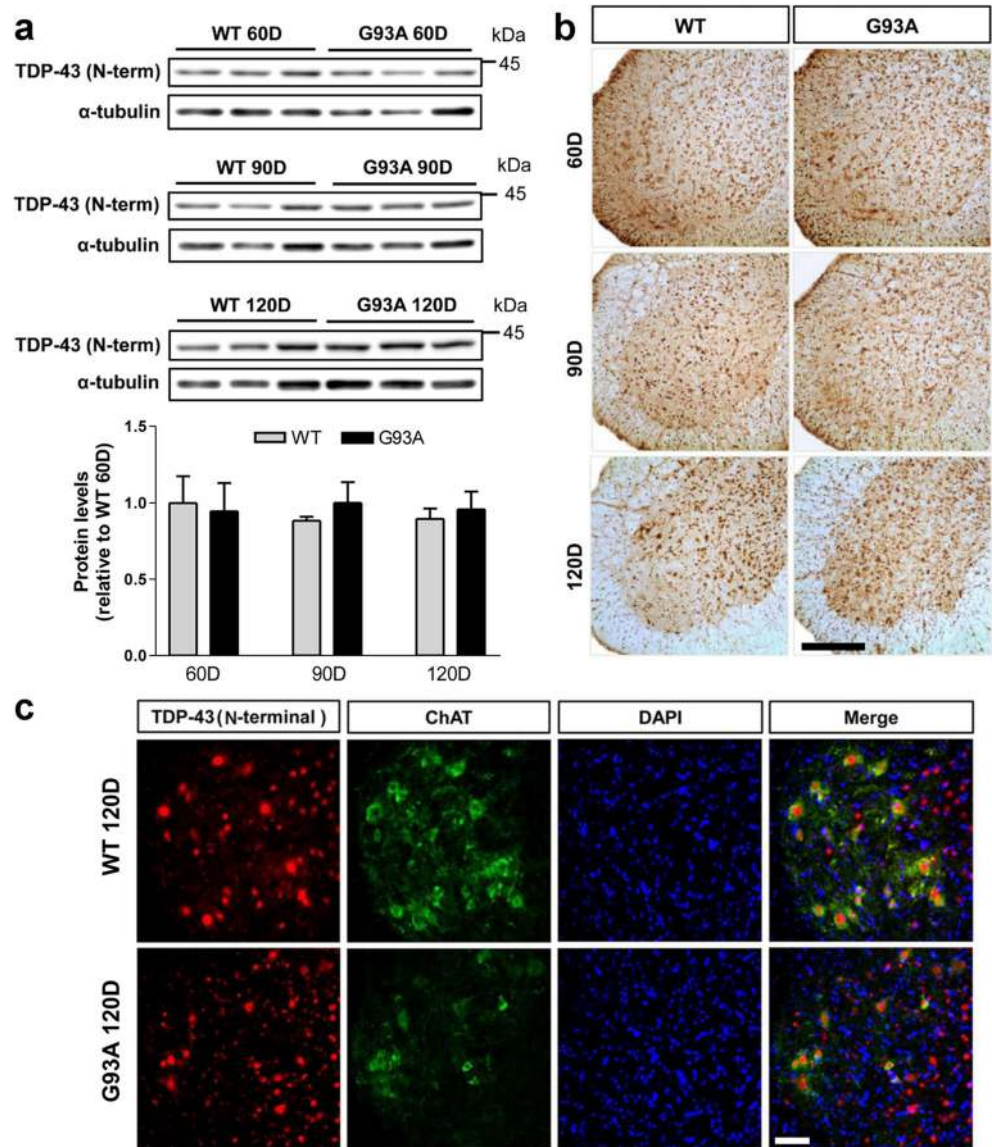 a
WT 60D G93A 60D kDa
TDP-43 (N-term) 45
α-tubulin
WT 90D G93A 90D kDa
TDP-43 (N-term) 45
α-tubulin
WT 120D G93A 120D kDa
TDP-43 (N-term) 45
α-tubulin
1.5
1.0
0.5
0.0
Protein levels
(relative to WT 60D)
WT G93A
60D 90D 120D
b
WT G93A
60D
90D
120D
c
TDP-43 (N-terminal) ChAT DAPI Merge
WT 120D
G93A 120D